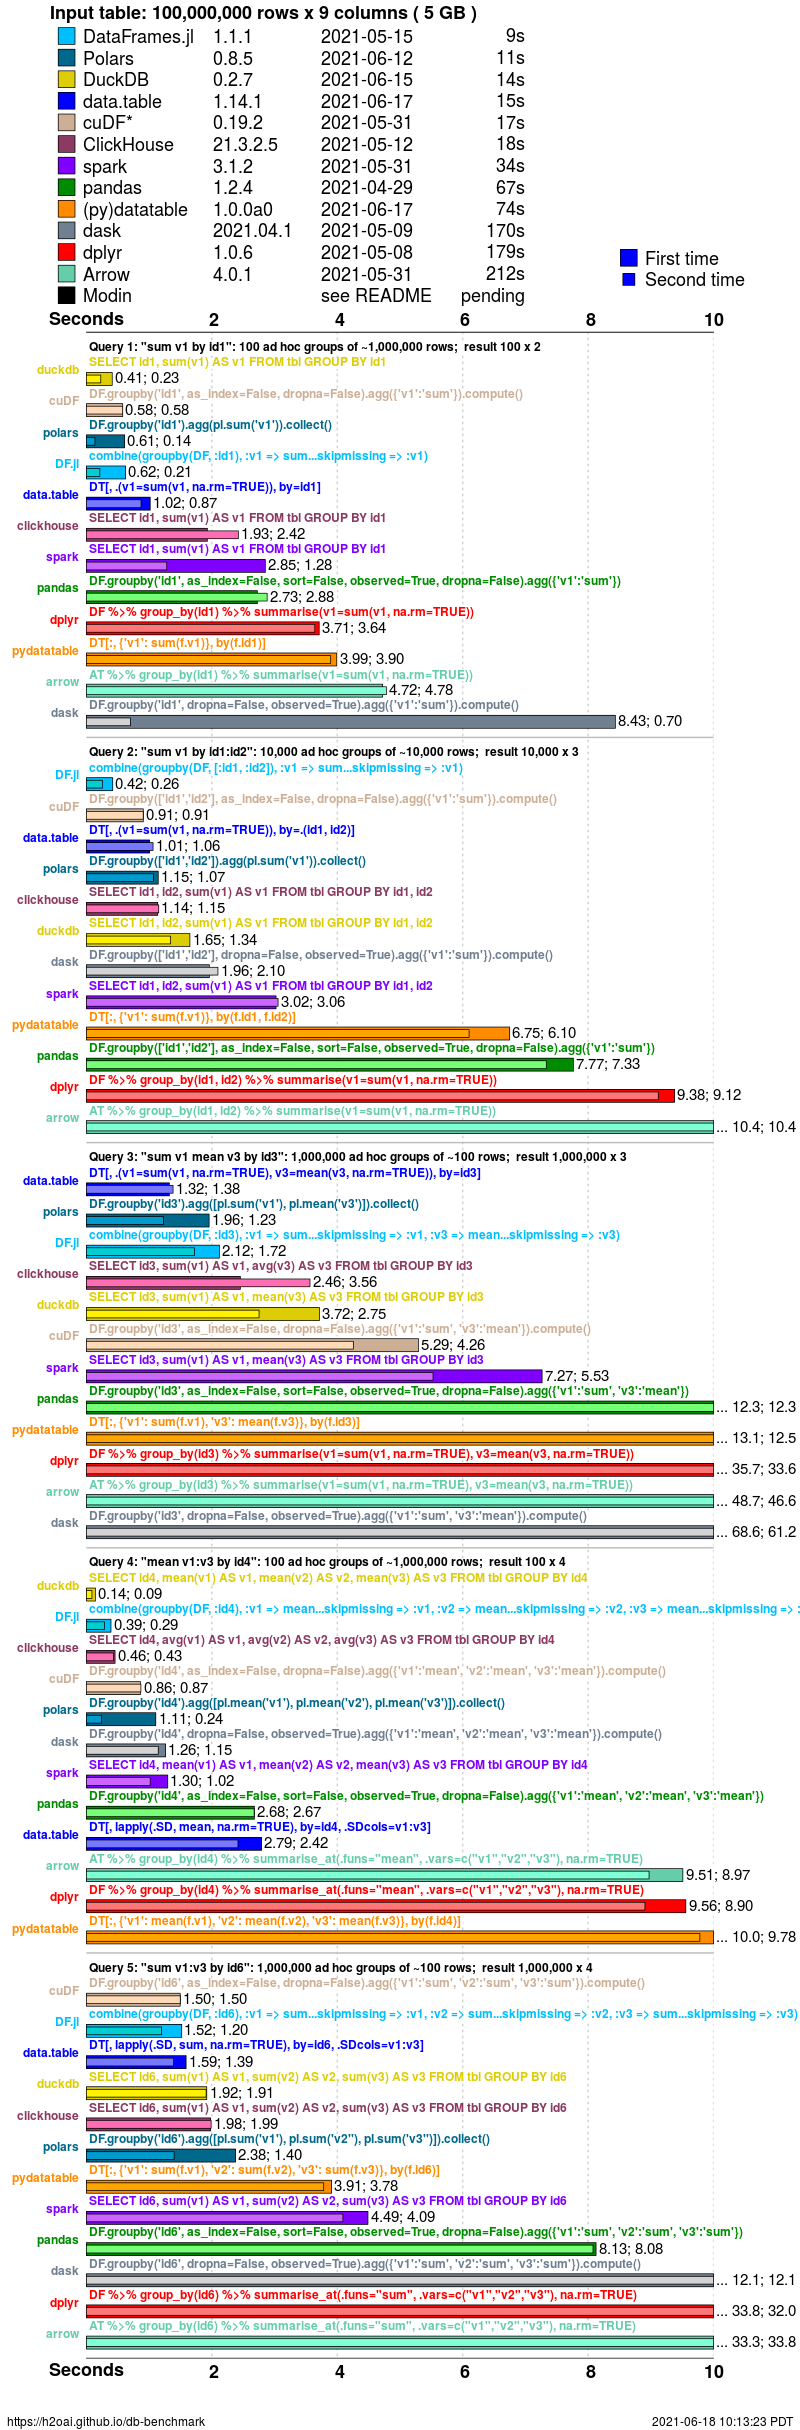 Input table: 100,000,000 rows x 9 columns ( 5 GB )
DataFrames.jl 1.1.1 2021-05-15 9s
Polars 0.8.5 2021-06-12 11s
DuckDB 0.2.7 2021-06-15 14s
data.table 1.14.1 2021-06-17 15s
cuDF* 0.19.2 2021-05-31 17s
ClickHouse 21.3.2.5 2021-05-12 18s
spark 3.1.2 2021-05-31 34s
pandas 1.2.4 2021-04-29 67s
(py)datatable 1.0.0a0 2021-06-17 74s
dask 2021.04.1 2021-05-09 170s
dplyr 1.0.6 2021-05-08 179s
Arrow 4.0.1 2021-05-31 212s
Modin see README pending
First time
Second time
Seconds 2 4 6 8 10
Query 1: "sum v1 by id1": 100 ad hoc groups of ~1,000,000 rows; result 100 x 2
SELECT id1, sum(v1) AS v1 FROM tbl GROUP BY id1
duckdb 0.41; 0.23
DF.groupby('id1', as_index=False, dropna=False).agg({'v1':'sum'}).compute()
cuDF 0.58; 0.58
DF.groupby('id1').agg(pl.sum('v1')).collect()
polars 0.61; 0.14
combine(groupby(DF, :id1), :v1 => sum...skipmissing => :v1)
DF.jl 0.62; 0.21
DT[, .(v1=sum(v1, na.rm=TRUE)), by=id1]
data.table 1.02; 0.87
SELECT id1, sum(v1) AS v1 FROM tbl GROUP BY id1
clickhouse 1.93; 2.42
SELECT id1, sum(v1) AS v1 FROM tbl GROUP BY id1
spark 2.85; 1.28
DF.groupby('id1', as_index=False, sort=False, observed=True, dropna=False).agg({'v1':'sum'})
pandas 2.73; 2.88
DF %>% group_by(id1) %>% summarise(v1=sum(v1, na.rm=TRUE))
dplyr 3.71; 3.64
DT[:, {'v1': sum(f.v1)}, by(f.id1)]
pydatatable 3.99; 3.90
AT %>% group_by(id1) %>% summarise(v1=sum(v1, na.rm=TRUE))
arrow 4.72; 4.78
DF.groupby('id1', dropna=False, observed=True).agg({'v1':'sum'}).compute()
dask 8.43; 0.70
Query 2: "sum v1 by id1:id2": 10,000 ad hoc groups of ~10,000 rows; result 10,000 x 3
combine(groupby(DF, [:id1, :id2]), :v1 => sum...skipmissing => :v1)
DF.jl 0.42; 0.26
DF.groupby(['id1','id2'], as_index=False, dropna=False).agg({'v1':'sum'}).compute()
cuDF 0.91; 0.91
DT[, .(v1=sum(v1, na.rm=TRUE)), by=.(id1, id2)]
data.table 1.01; 1.06
DF.groupby(['id1','id2']).agg(pl.sum('v1')).collect()
polars 1.15; 1.07
SELECT id1, id2, sum(v1) AS v1 FROM tbl GROUP BY id1, id2
clickhouse 1.14; 1.15
SELECT id1, id2, sum(v1) AS v1 FROM tbl GROUP BY id1, id2
duckdb 1.65; 1.34
DF.groupby(['id1','id2'], dropna=False, observed=True).agg({'v1':'sum'}).compute()
dask 1.96; 2.10
SELECT id1, id2, sum(v1) AS v1 FROM tbl GROUP BY id1, id2
spark 3.02; 3.06
DT[:, {'v1': sum(f.v1)}, by(f.id1, f.id2)]
pydatatable 6.75; 6.10
DF.groupby(['id1','id2'], as_index=False, sort=False, observed=True, dropna=False).agg({'v1':'sum'})
pandas 7.77; 7.33
DF %>% group_by(id1, id2) %>% summarise(v1=sum(v1, na.rm=TRUE))
dplyr 9.38; 9.12
AT %>% group_by(id1, id2) %>% summarise(v1=sum(v1, na.rm=TRUE))
arrow ... 10.4; 10.4
Query 3: "sum v1 mean v3 by id3": 1,000,000 ad hoc groups of ~100 rows; result 1,000,000 x 3
DT[, .(v1=sum(v1, na.rm=TRUE), v3=mean(v3, na.rm=TRUE)), by=id3]
data.table 1.32; 1.38
DF.groupby('id3').agg([pl.sum('v1'), pl.mean('v3')]).collect()
polars 1.96; 1.23
combine(groupby(DF, :id3), :v1 => sum...skipmissing => :v1, :v3 => mean...skipmissing => :v3)
DF.jl 2.12; 1.72
SELECT id3, sum(v1) AS v1, avg(v3) AS v3 FROM tbl GROUP BY id3
clickhouse 2.46; 3.56
SELECT id3, sum(v1) AS v1, mean(v3) AS v3 FROM tbl GROUP BY id3
duckdb 3.72; 2.75
DF.groupby('id3', as_index=False, dropna=False).agg({'v1':'sum', 'v3':'mean'}).compute()
cuDF 5.29; 4.26
SELECT id3, sum(v1) AS v1, mean(v3) AS v3 FROM tbl GROUP BY id3
spark 7.27; 5.53
DF.groupby('id3', as_index=False, sort=False, observed=True, dropna=False).agg({'v1':'sum', 'v3':'mean'})
pandas ... 12.3; 12.3
DT[:, {'v1': sum(f.v1), 'v3': mean(f.v3)}, by(f.id3)]
pydatatable ... 13.1; 12.5
DF %>% group_by(id3) %>% summarise(v1=sum(v1, na.rm=TRUE), v3=mean(v3, na.rm=TRUE))
dplyr ... 35.7; 33.6
AT %>% group_by(id3) %>% summarise(v1=sum(v1, na.rm=TRUE), v3=mean(v3, na.rm=TRUE))
arrow ... 48.7; 46.6
DF.groupby('id3', dropna=False, observed=True).agg({'v1':'sum', 'v3':'mean'}).compute()
dask ... 68.6; 61.2
Query 4: "mean v1:v3 by id4": 100 ad hoc groups of ~1,000,000 rows; result 100 x 4
SELECT id4, mean(v1) AS v1, mean(v2) AS v2, mean(v3) AS v3 FROM tbl GROUP BY id4
duckdb 0.14; 0.09
combine(groupby(DF, :id4), :v1 => mean...skipmissing => :v1, :v2 => mean...skipmissing => :v2, :v3 => mean...skipmissing => :
DF.jl 0.39; 0.29
SELECT id4, avg(v1) AS v1, avg(v2) AS v2, avg(v3) AS v3 FROM tbl GROUP BY id4
clickhouse 0.46; 0.43
DF.groupby('id4', as_index=False, dropna=False).agg({'v1':'mean', 'v2':'mean', 'v3':'mean'}).compute()
cuDF 0.86; 0.87
DF.groupby('id4').agg([pl.mean('v1'), pl.mean('v2'), pl.mean('v3')]).collect()
polars 1.11; 0.24
DF.groupby('id4', dropna=False, observed=True).agg({'v1':'mean', 'v2':'mean', 'v3':'mean'}).compute()
dask 1.26; 1.15
SELECT id4, mean(v1) AS v1, mean(v2) AS v2, mean(v3) AS v3 FROM tbl GROUP BY id4
spark 1.30; 1.02
DF.groupby('id4', as_index=False, sort=False, observed=True, dropna=False).agg({'v1':'mean', 'v2':'mean', 'v3':'mean'})
pandas 2.68; 2.67
DT[, lapply(.SD, mean, na.rm=TRUE), by=id4, .SDcols=v1:v3]
data.table 2.79; 2.42
AT %>% group_by(id4) %>% summarise_at(.funs="mean", .vars=c("v1","v2","v3"), na.rm=TRUE)
arrow 9.51; 8.97
DF %>% group_by(id4) %>% summarise_at(.funs="mean", .vars=c("v1","v2","v3"), na.rm=TRUE)
dplyr 9.56; 8.90
DT[:, {'v1': mean(f.v1), 'v2': mean(f.v2), 'v3': mean(f.v3)}, by(f.id4)]
pydatatable ... 10.0; 9.78
Query 5: "sum v1:v3 by id6": 1,000,000 ad hoc groups of ~100 rows; result 1,000,000 x 4
DF.groupby('id6', as_index=False, dropna=False).agg({'v1':'sum', 'v2':'sum', 'v3':'sum'}).compute()
cuDF 1.50; 1.50
combine(groupby(DF, :id6), :v1 => sum...skipmissing => :v1, :v2 => sum...skipmissing => :v2, :v3 => sum...skipmissing => :v3)
DF.jl 1.52; 1.20
DT[, lapply(.SD, sum, na.rm=TRUE), by=id6, .SDcols=v1:v3]
data.table 1.59; 1.39
SELECT id6, sum(v1) AS v1, sum(v2) AS v2, sum(v3) AS v3 FROM tbl GROUP BY id6
duckdb 1.92; 1.91
SELECT id6, sum(v1) AS v1, sum(v2) AS v2, sum(v3) AS v3 FROM tbl GROUP BY id6
clickhouse 1.98; 1.99
DF.groupby('id6').agg([pl.sum('v1'), pl.sum('v2"), pl.sum('v3")]).collect()
polars 2.38; 1.40
DT[:, {'v1': sum(f.v1), 'v2': sum(f.v2), 'v3': sum(f.v3)}, by(f.id6)]
pydatatable 3.91; 3.78
SELECT id6, sum(v1) AS v1, sum(v2) AS v2, sum(v3) AS v3 FROM tbl GROUP BY id6
spark 4.49; 4.09
DF.groupby('id6', as_index=False, sort=False, observed=True, dropna=False).agg({'v1':'sum', 'v2':'sum', 'v3':'sum'})
pandas 8.13; 8.08
DF.groupby('id6', dropna=False, observed=True).agg({'v1':'sum', 'v2':'sum', 'v3':'sum'}).compute()
dask ... 12.1; 12.1
DF %>% group_by(id6) %>% summarise_at(.funs="sum", .vars=c("v1","v2","v3"), na.rm=TRUE)
dplyr ... 33.8; 32.0
AT %>% group_by(id6) %>% summarise_at(.funs="sum", .vars=c("v1","v2","v3"), na.rm=TRUE)
arrow ... 33.3; 33.8
Seconds 2 4 6 8 10
https://h2oai.github.io/db-benchmark 2021-06-18 10:13:23 PDT